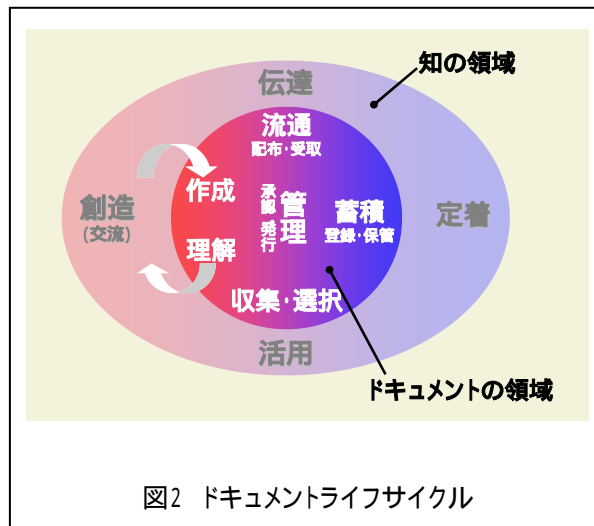 知の領域
伝達
流通
配布・受取
作成
創造
(交流)
理解
承認・発行
管理
蓄積
登録・保管
定着
収集・選択
活用
ドキュメントの領域
図2 ドキュメントライフサイクル